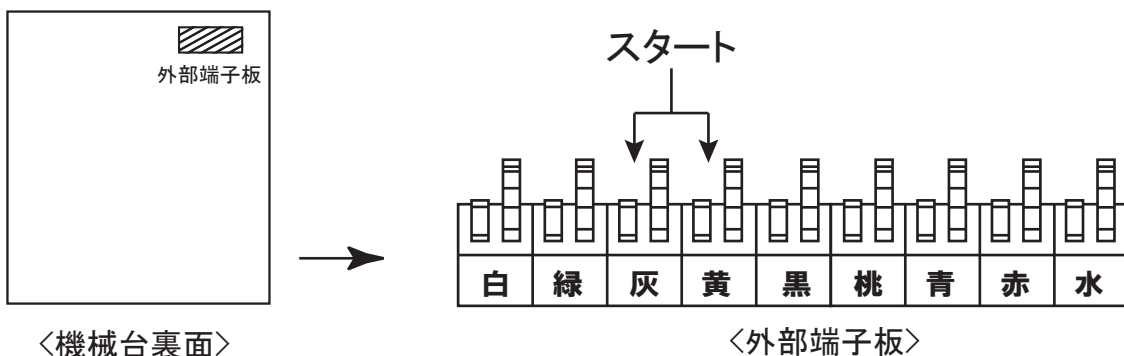 外部端子板
スタート
白 緑 灰 黄 黒 桃 青 赤 水
〈機械台裏面〉
〈外部端子板〉